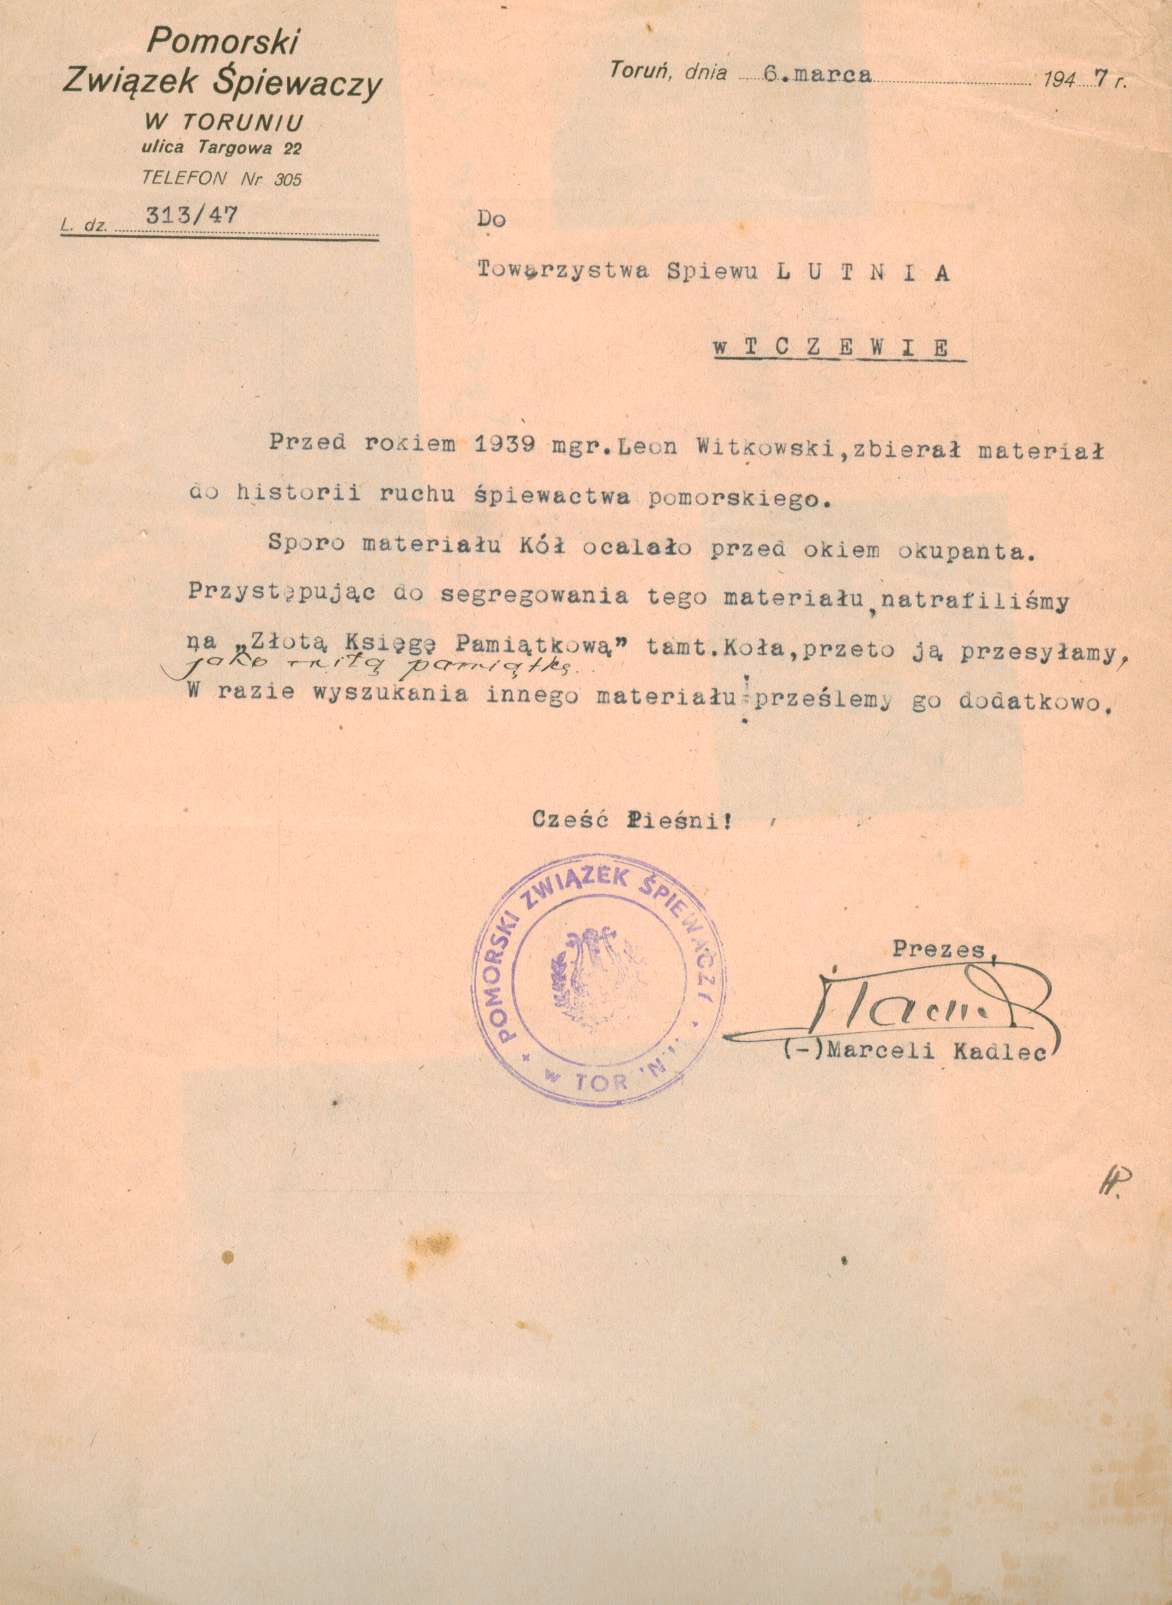 Pomorski
Związek Śpiewaczy
W TORUNIU
ulica Targowa 22
TELEFON Nr 305
L. dz. 313/47
Toruń, dnia 6.marca 1947 r.
Do
Towarzystwa Spiewu L U T N I A
w T C Z E W I E
Przed rokiem 1939 mgr.Leon Witkowski,zbierał materiał
do historii ruchu śpiewactwa pomorskiego.
Sporo materiału Kół ocalało przed okiem okupanta.
Przystępując do segregowania tego materiału,natrafiliśmy
na „Złotą Księgę Pamiątkową” tamt.Koła,przeto ją przesyłamy,
jako miłą pamiątkę.
W razie wyszukania innego materiału prześlemy go dodatkowo.
Cześć Pieśni!
POMORSKI ZWIĄZEK ŚPIEWACZY
w TOR
Prezes,
(-)Marceli Kadlec